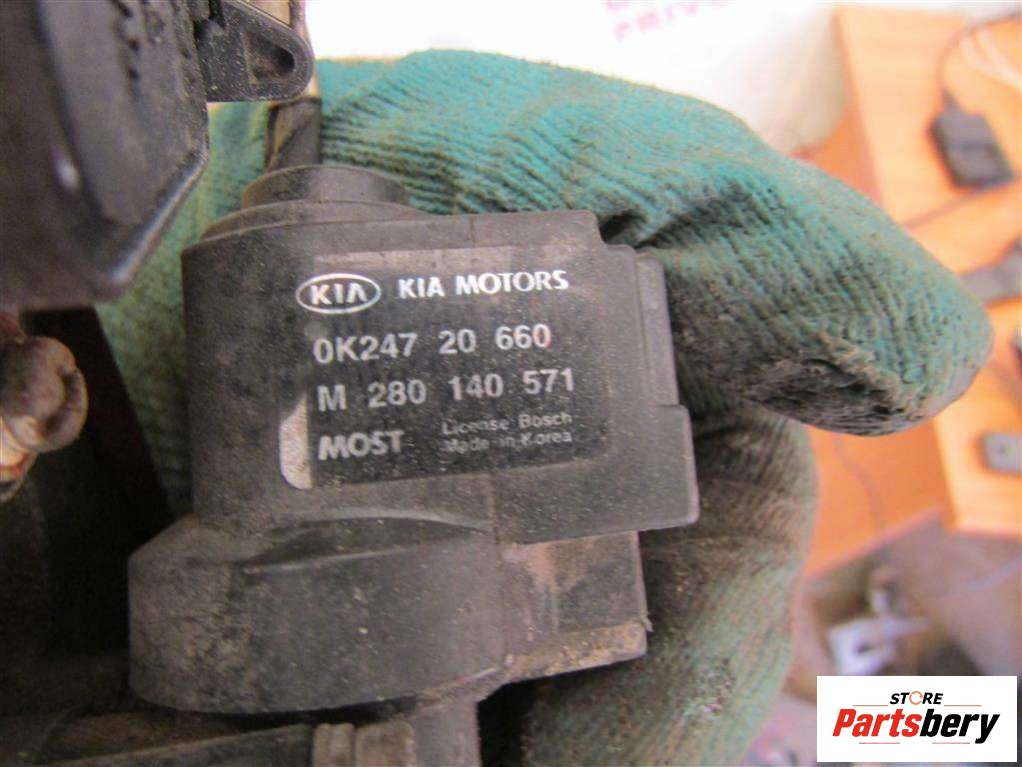 KIA KIA MOTORS
0K247 20 660
M 280 140 571
MOST License Bosch
Made in Korea
STORE
Partsbery